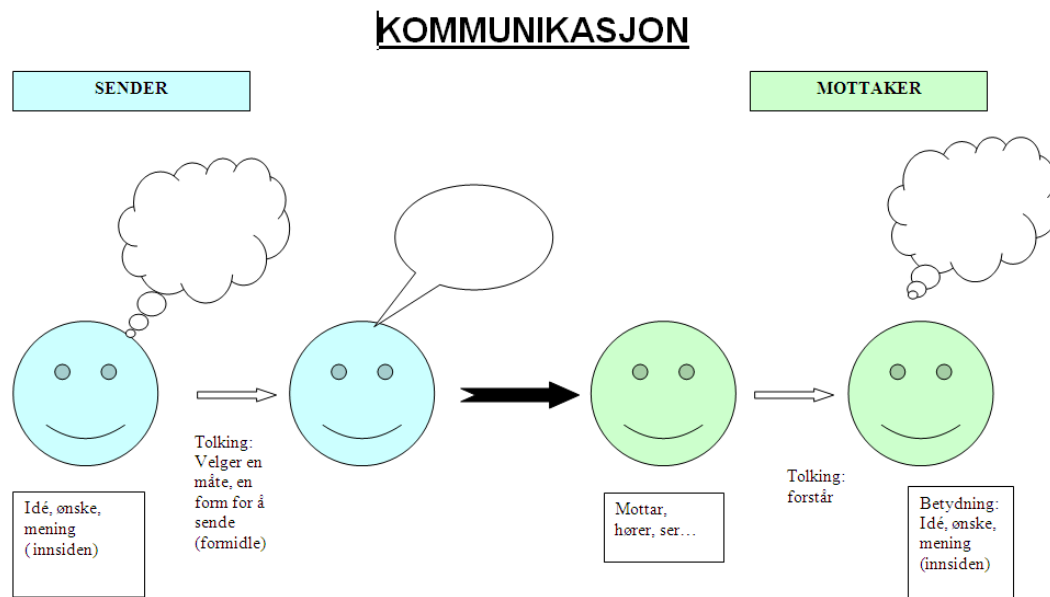 KOMMUNIKASJON
SENDER
MOTTAKER
Tolking:
Velger en
måte, en
form for å
sende
(formidle)
Idé, ønske,
mening
(innsiden)
Mottar,
hører, ser…
Tolking:
forstår
Betydning:
Idé, ønske,
mening
(innsiden)